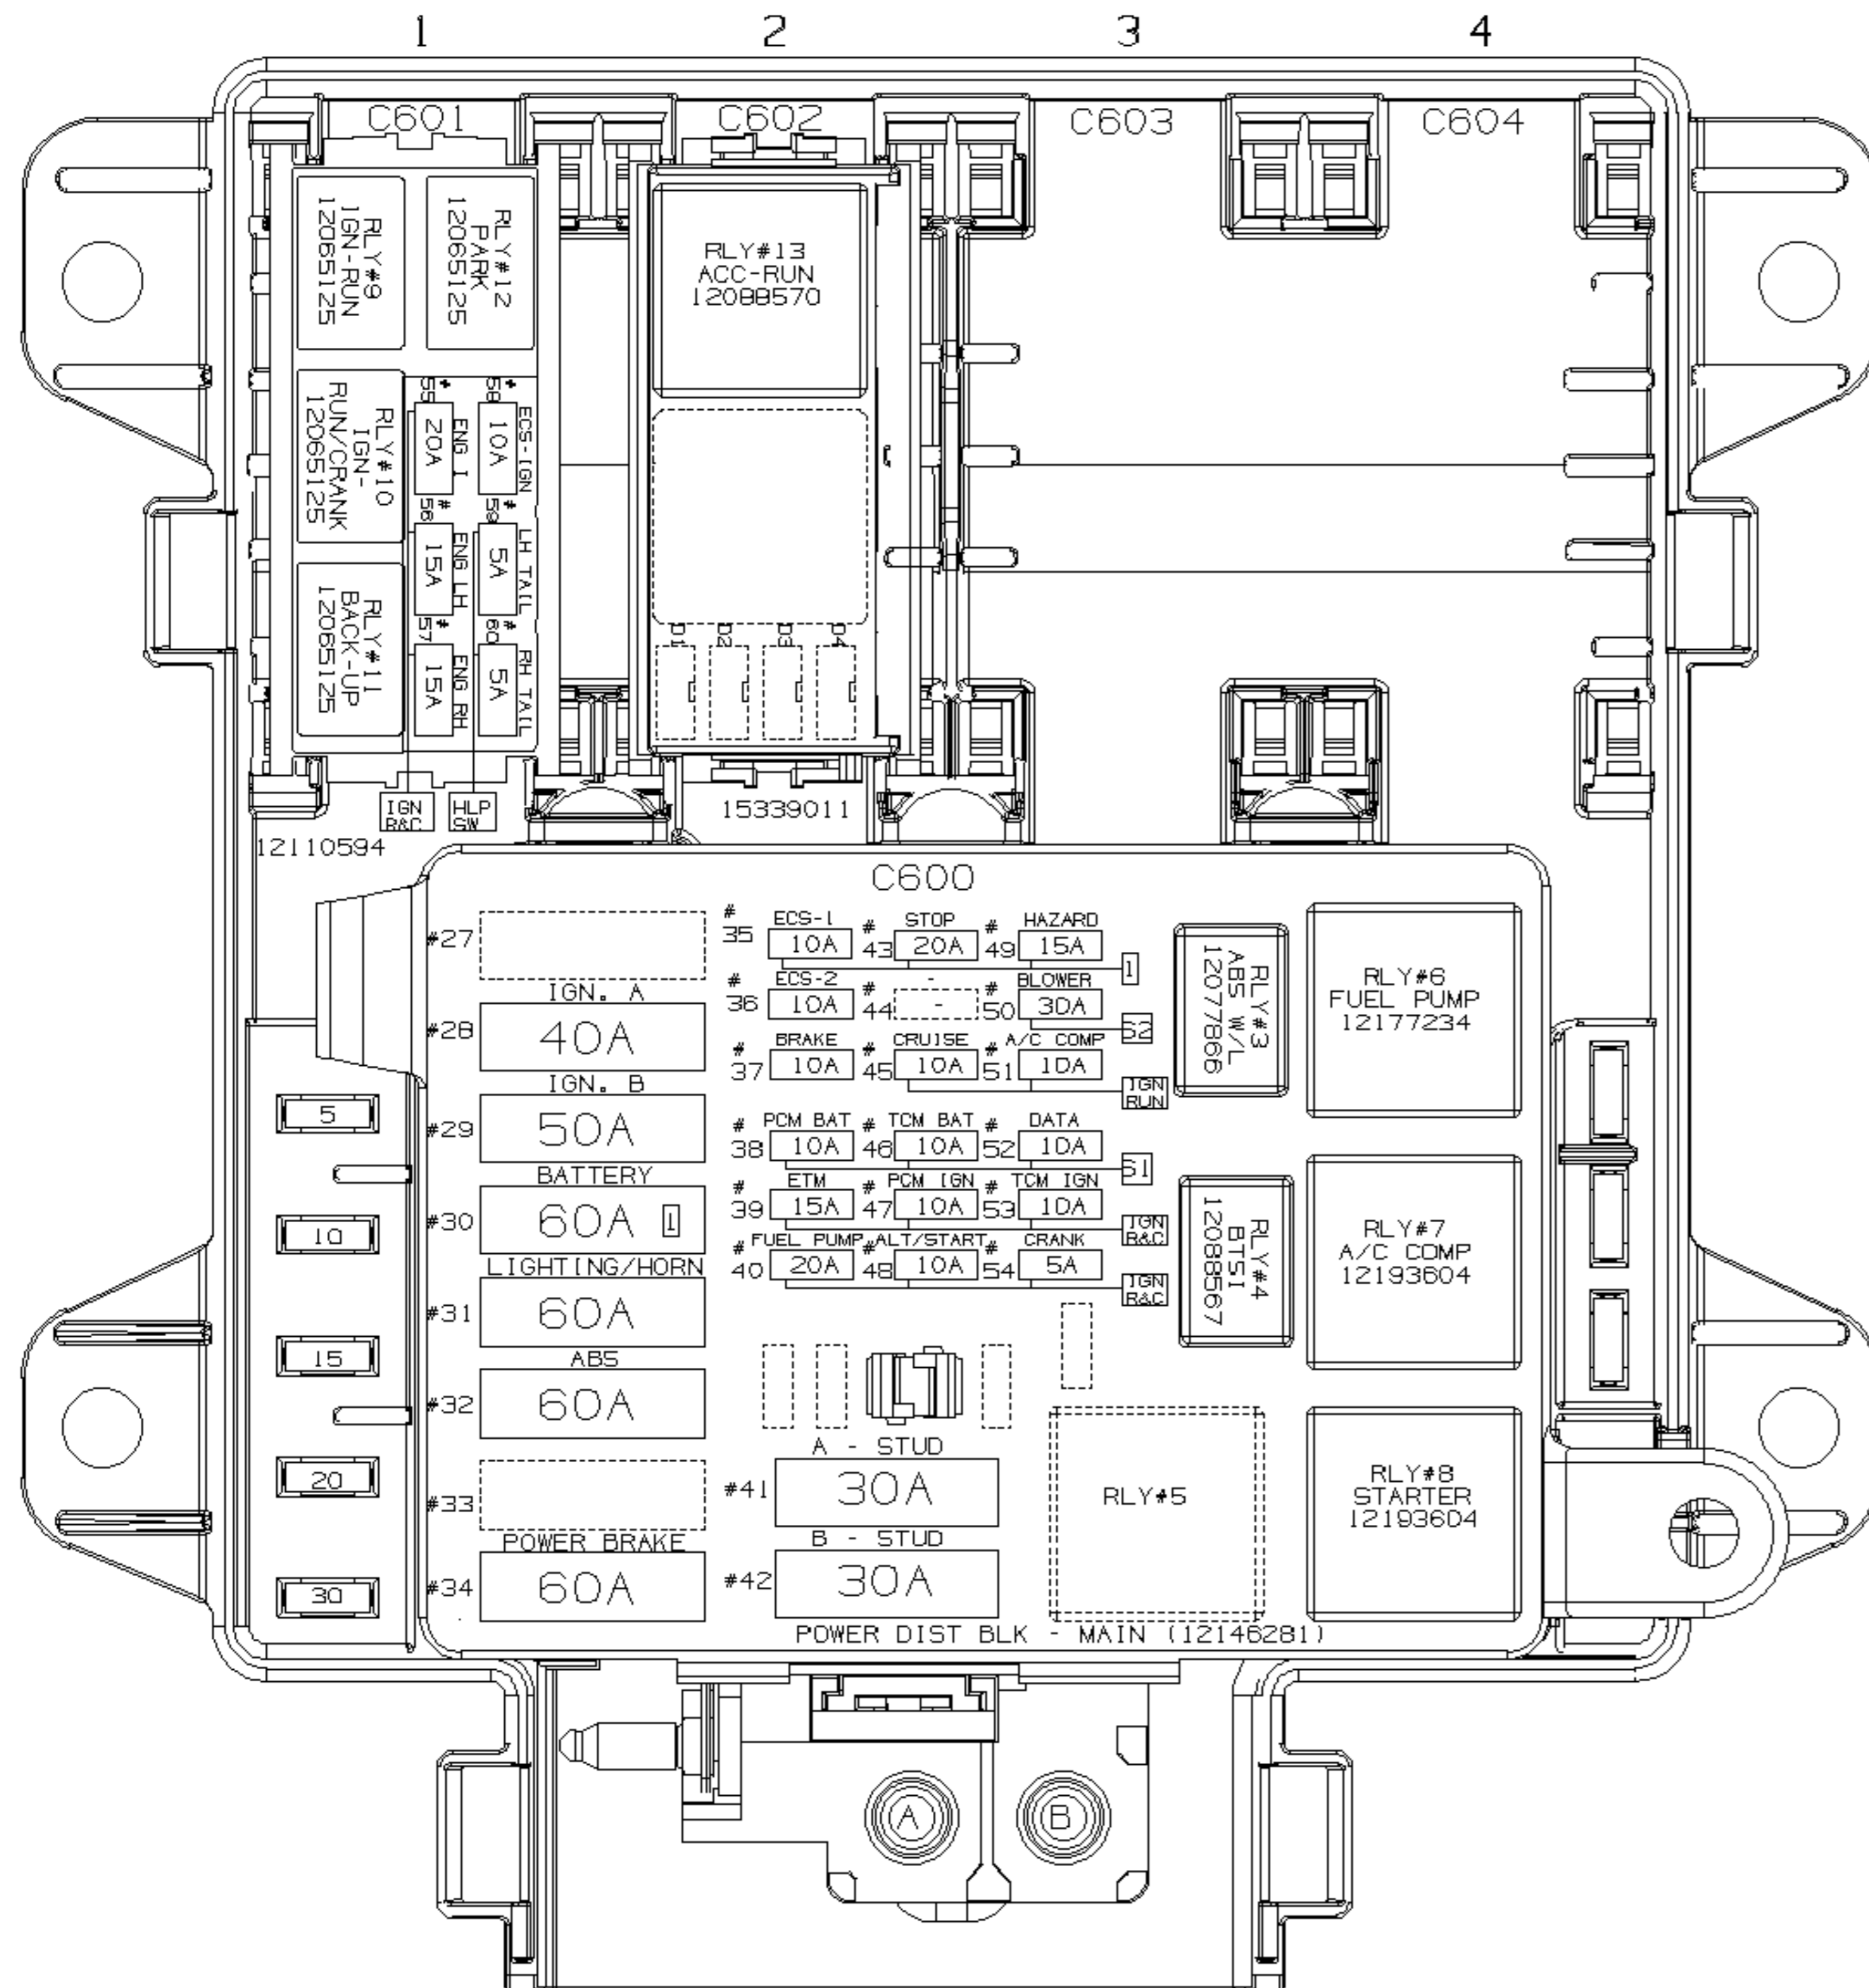 1 2 3 4
C601 C602 C603 C604
RLY#9
IGN-RUN
12065125
RLY#12
PARK
12065125
RLY#10
IGN-
RUN/CRANK
12065125
RLY#11
BACK-UP
12065125
#55
ENG I
20A
#56
ENG LH
15A
#57
ENG RH
15A
#58
ECS-IGN
10A
#59
LH TAIL
5A
#60
RH TAIL
5A
IGN
R&C
HLP
SW
12110594
RLY#13
ACC-RUN
12088570
D1 D2 D3 D4
15339011
C600
#27
IGN. A
#28 40A
IGN. B
#29 50A
BATTERY
#30 60A 1
LIGHTING/HORN
#31 60A
ABS
#32 60A
#33
POWER BRAKE
#34 60A
5
10
15
20
30
ECS-1 STOP HAZARD
#35 10A #43 20A #49 15A
1
ECS-2 - BLOWER
#36 10A #44 - #50 30A
S2
BRAKE CRUISE A/C COMP
#37 10A #45 10A #51 10A
IGN
RUN
PCM BAT TCM BAT DATA
#38 10A #46 10A #52 10A
S1
ETM PCM IGN TCM IGN
#39 15A #47 10A #53 10A
IGN
R&C
FUEL PUMP ALT/START CRANK
#40 20A #48 10A #54 5A
IGN
R&C
A - STUD
#41 30A
B - STUD
#42 30A
RLY#3
ABS W/L
12077866
RLY#4
BTSI
12088567
RLY#5
RLY#6
FUEL PUMP
12177234
RLY#7
A/C COMP
12193604
RLY#8
STARTER
12193604
POWER DIST BLK - MAIN (12146281)
A B